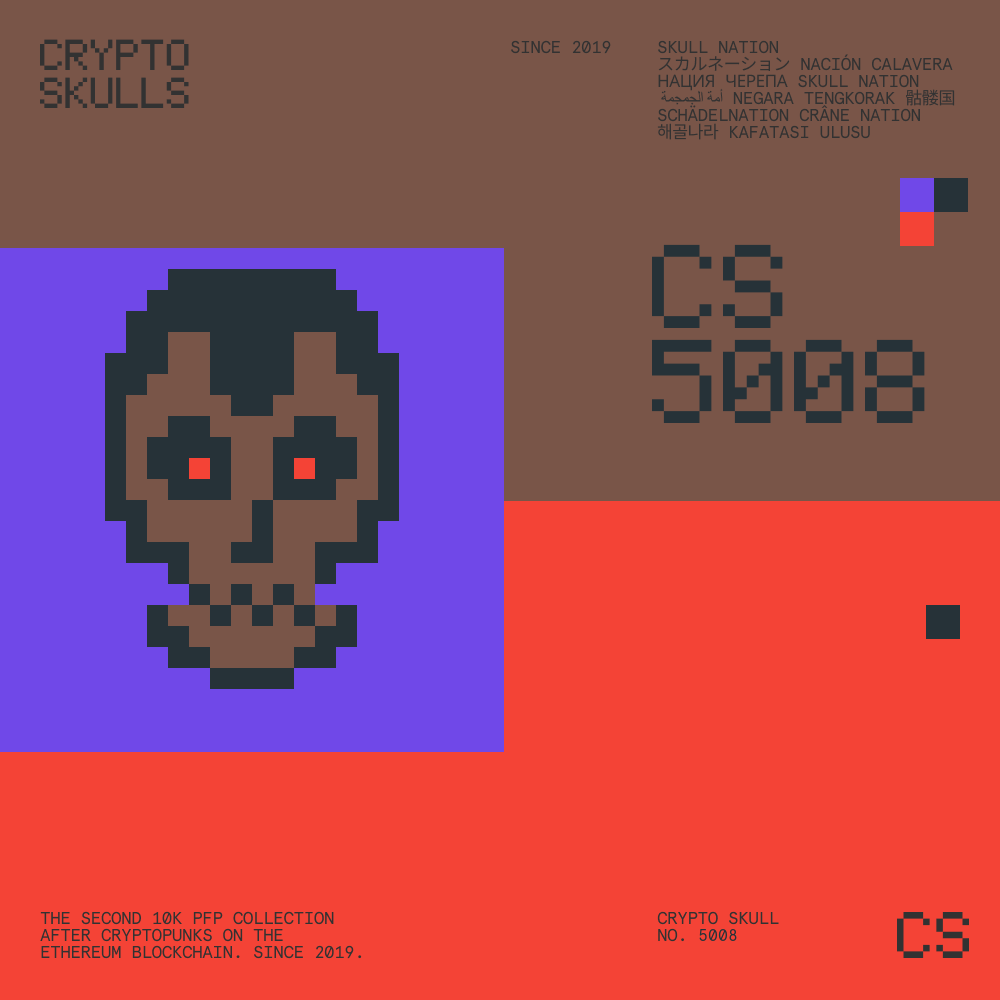 CRYPTO
SKULLS
SINCE 2019
SKULL NATION
スカルネーション NACIÓN CALAVERA
НАЦИЯ ЧЕРЕПА SKULL NATION
أمة الجمجمة NEGARA TENGKORAK 骷髅国
SCHÄDELNATION CRÂNE NATION
해골나라 KAFATASI ULUSU
CS
5008
THE SECOND 10K PFP COLLECTION
AFTER CRYPTOPUNKS ON THE
ETHEREUM BLOCKCHAIN. SINCE 2019.
CRYPTO SKULL
NO. 5008
CS